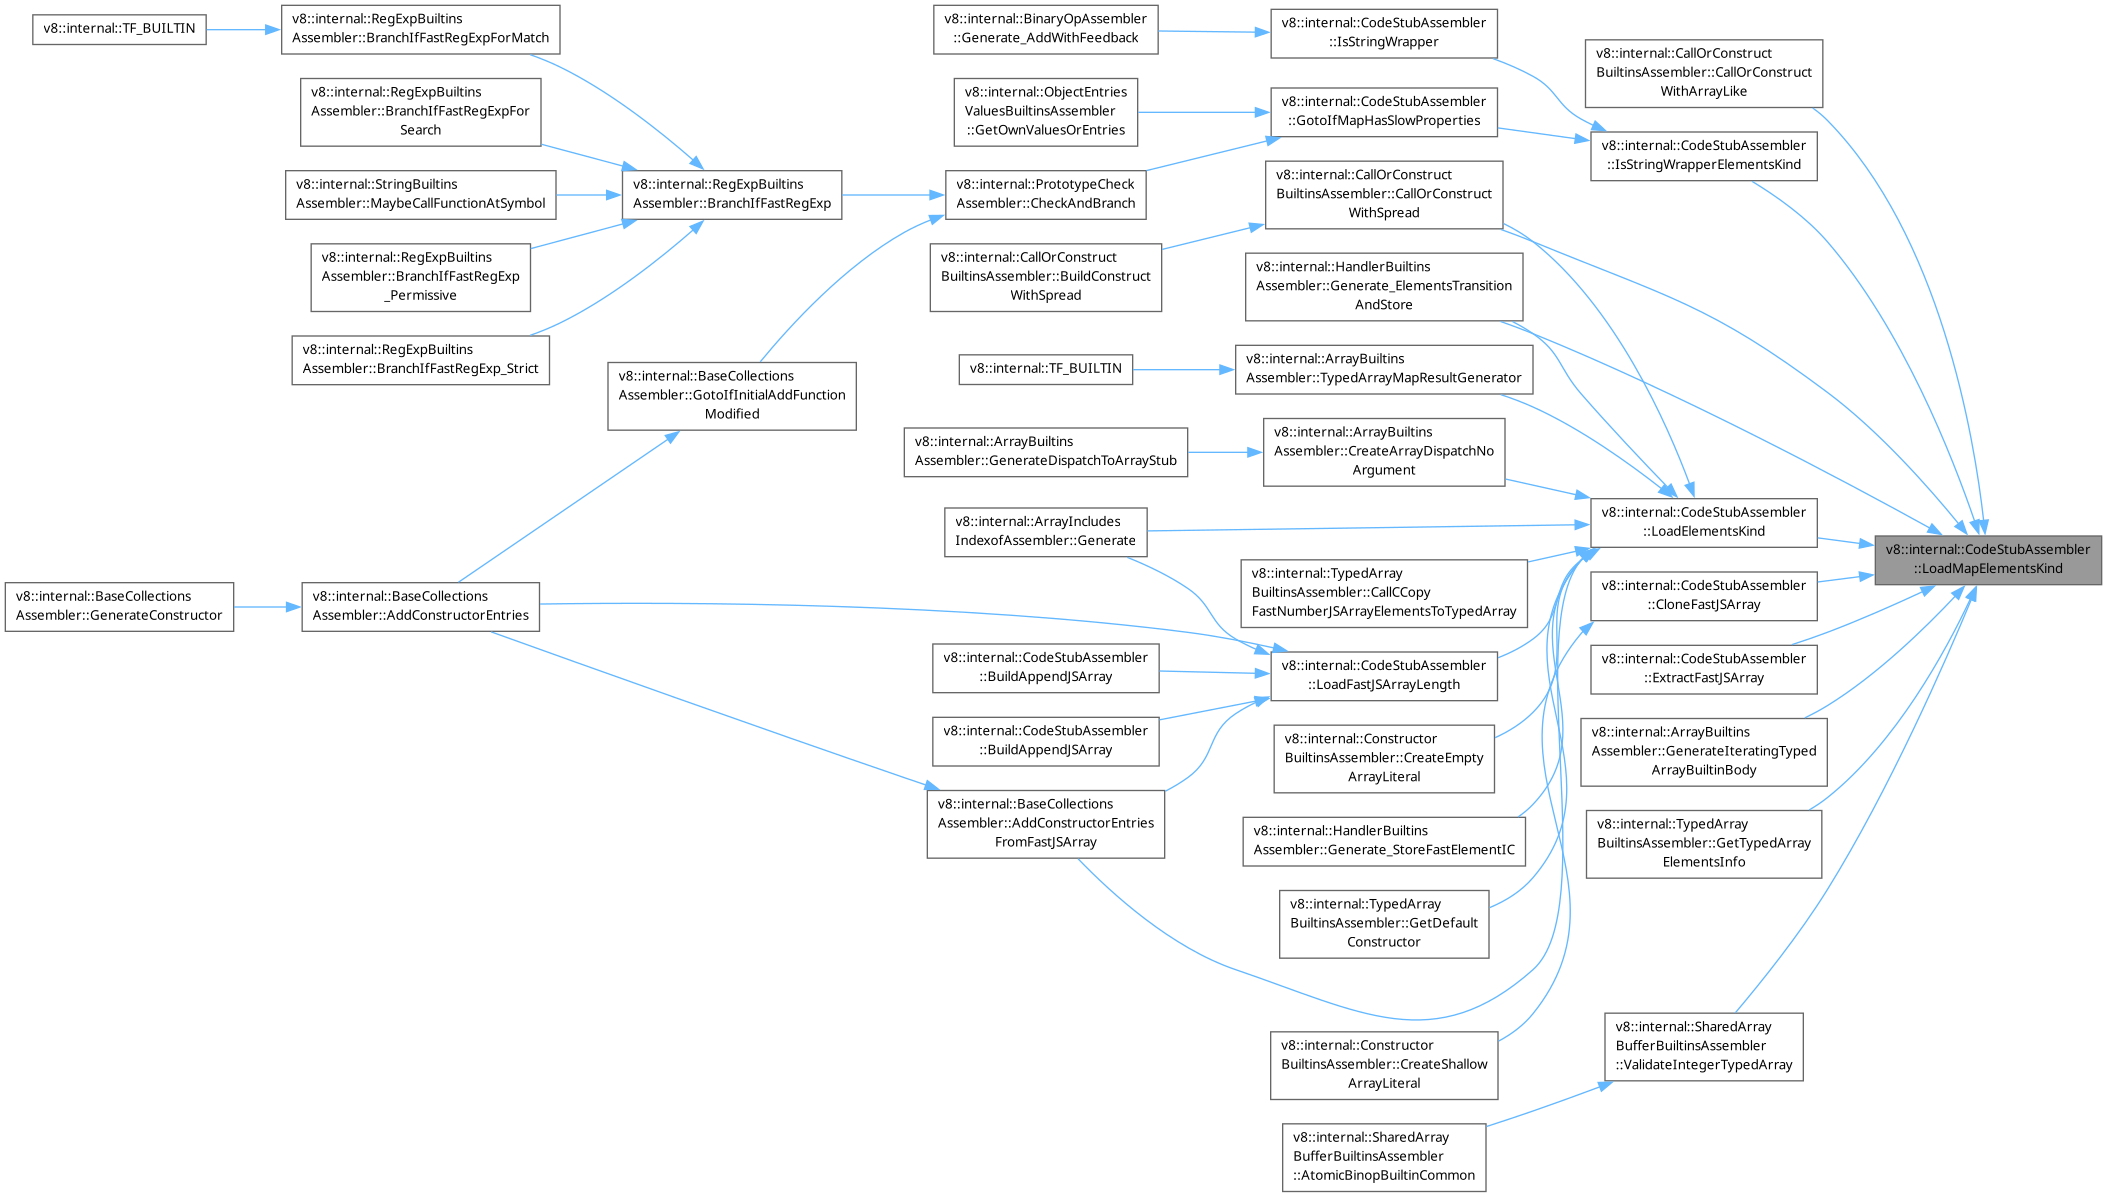 v8::internal::TF_BUILTIN
v8::internal::RegExpBuiltins
Assembler::BranchIfFastRegExpForMatch
v8::internal::RegExpBuiltins
Assembler::BranchIfFastRegExpFor
Search
v8::internal::StringBuiltins
Assembler::MaybeCallFunctionAtSymbol
v8::internal::RegExpBuiltins
Assembler::BranchIfFastRegExp
_Permissive
v8::internal::RegExpBuiltins
Assembler::BranchIfFastRegExp_Strict
v8::internal::BaseCollections
Assembler::GenerateConstructor
v8::internal::BaseCollections
Assembler::AddConstructorEntries
v8::internal::RegExpBuiltins
Assembler::BranchIfFastRegExp
v8::internal::BaseCollections
Assembler::GotoIfInitialAddFunction
Modified
v8::internal::BinaryOpAssembler
::Generate_AddWithFeedback
v8::internal::ObjectEntries
ValuesBuiltinsAssembler
::GetOwnValuesOrEntries
v8::internal::PrototypeCheck
Assembler::CheckAndBranch
v8::internal::CallOrConstruct
BuiltinsAssembler::BuildConstruct
WithSpread
v8::internal::TF_BUILTIN
v8::internal::ArrayBuiltins
Assembler::GenerateDispatchToArrayStub
v8::internal::ArrayIncludes
IndexofAssembler::Generate
v8::internal::CodeStubAssembler
::BuildAppendJSArray
v8::internal::CodeStubAssembler
::BuildAppendJSArray
v8::internal::BaseCollections
Assembler::AddConstructorEntries
FromFastJSArray
v8::internal::CodeStubAssembler
::IsStringWrapper
v8::internal::CodeStubAssembler
::GotoIfMapHasSlowProperties
v8::internal::CallOrConstruct
BuiltinsAssembler::CallOrConstruct
WithSpread
v8::internal::HandlerBuiltins
Assembler::Generate_ElementsTransition
AndStore
v8::internal::ArrayBuiltins
Assembler::TypedArrayMapResultGenerator
v8::internal::ArrayBuiltins
Assembler::CreateArrayDispatchNo
Argument
v8::internal::TypedArray
BuiltinsAssembler::CallCCopy
FastNumberJSArrayElementsToTypedArray
v8::internal::CodeStubAssembler
::LoadFastJSArrayLength
v8::internal::Constructor
BuiltinsAssembler::CreateEmpty
ArrayLiteral
v8::internal::HandlerBuiltins
Assembler::Generate_StoreFastElementIC
v8::internal::TypedArray
BuiltinsAssembler::GetDefault
Constructor
v8::internal::Constructor
BuiltinsAssembler::CreateShallow
ArrayLiteral
v8::internal::SharedArray
BufferBuiltinsAssembler
::AtomicBinopBuiltinCommon
v8::internal::CallOrConstruct
BuiltinsAssembler::CallOrConstruct
WithArrayLike
v8::internal::CodeStubAssembler
::IsStringWrapperElementsKind
v8::internal::CodeStubAssembler
::LoadElementsKind
v8::internal::CodeStubAssembler
::CloneFastJSArray
v8::internal::CodeStubAssembler
::ExtractFastJSArray
v8::internal::ArrayBuiltins
Assembler::GenerateIteratingTyped
ArrayBuiltinBody
v8::internal::TypedArray
BuiltinsAssembler::GetTypedArray
ElementsInfo
v8::internal::SharedArray
BufferBuiltinsAssembler
::ValidateIntegerTypedArray
v8::internal::CodeStubAssembler
::LoadMapElementsKind